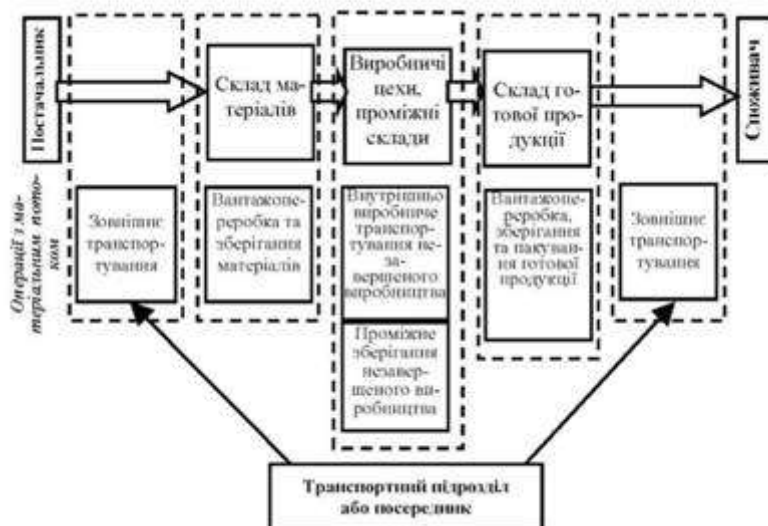 Постачальник
Склад ма-
теріалів
Виробничі
цехи,
проміжні
склади
Склад го-
тової про-
дукції
Споживач
Операції з ма-
теріальним пото-
ком
Зовнішнє
транспор-
тування
Вантажопе-
реробка та
зберігання
матеріалів
Внутрішньо
виробниче
транспорту-
вання не-за-
вершеного
виробництва
Вантажопе-
реробка,
зберігання
та пакуван-
ня готової
продукції
Зовнішнє
транспор-
тування
Проміжне
зберігання
незавер-
шеного ви-
робництва
Транспортний підрозділ
або посередник